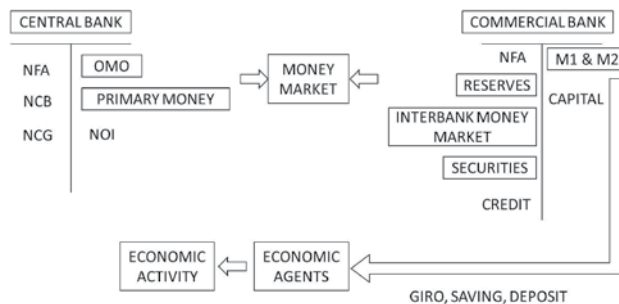 CENTRAL BANK
NFA
OMO
NCB
PRIMARY MONEY
NCG
NOI
MONEY
MARKET
COMMERCIAL BANK
NFA
M1 & M2
RESERVES
CAPITAL
INTERBANK MONEY
MARKET
SECURITIES
CREDIT
ECONOMIC
ACTIVITY
ECONOMIC
AGENTS
GIRO, SAVING, DEPOSIT